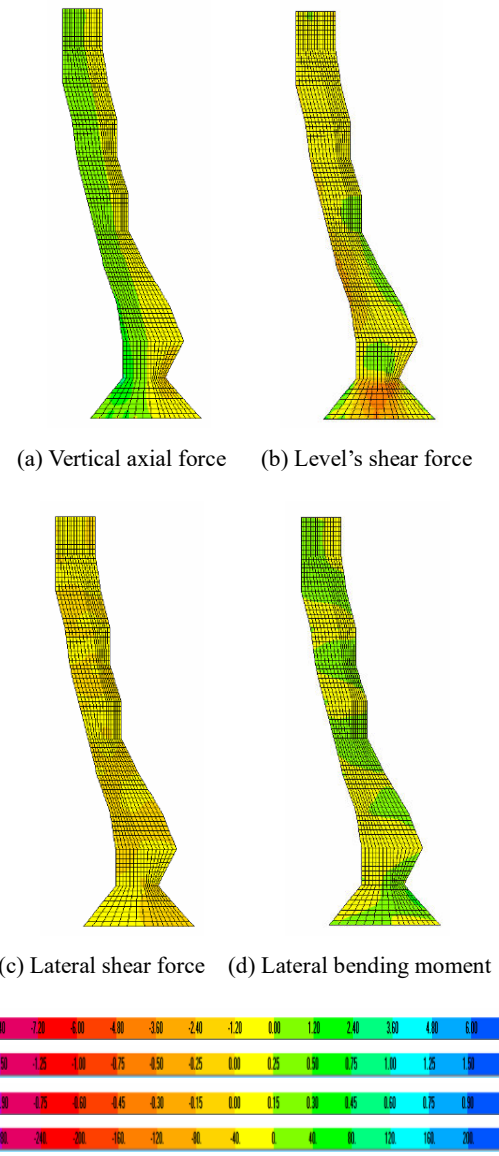 (a) Vertical axial force (b) Level’s shear force
(c) Lateral shear force (d) Lateral bending moment
-7.20 -6.00 -4.80 -3.60 -2.40 -1.20 0.00 1.20 2.40 3.60 4.80 6.00
-1.25 -1.00 -0.75 -0.50 -0.25 0.00 0.25 0.50 0.75 1.00 1.25 1.50
-0.75 -0.60 -0.45 -0.30 -0.15 0.00 0.15 0.30 0.45 0.60 0.75 0.90
-240. -200. -160. -120. -80. -40. 0. 40. 80. 120. 160. 200.